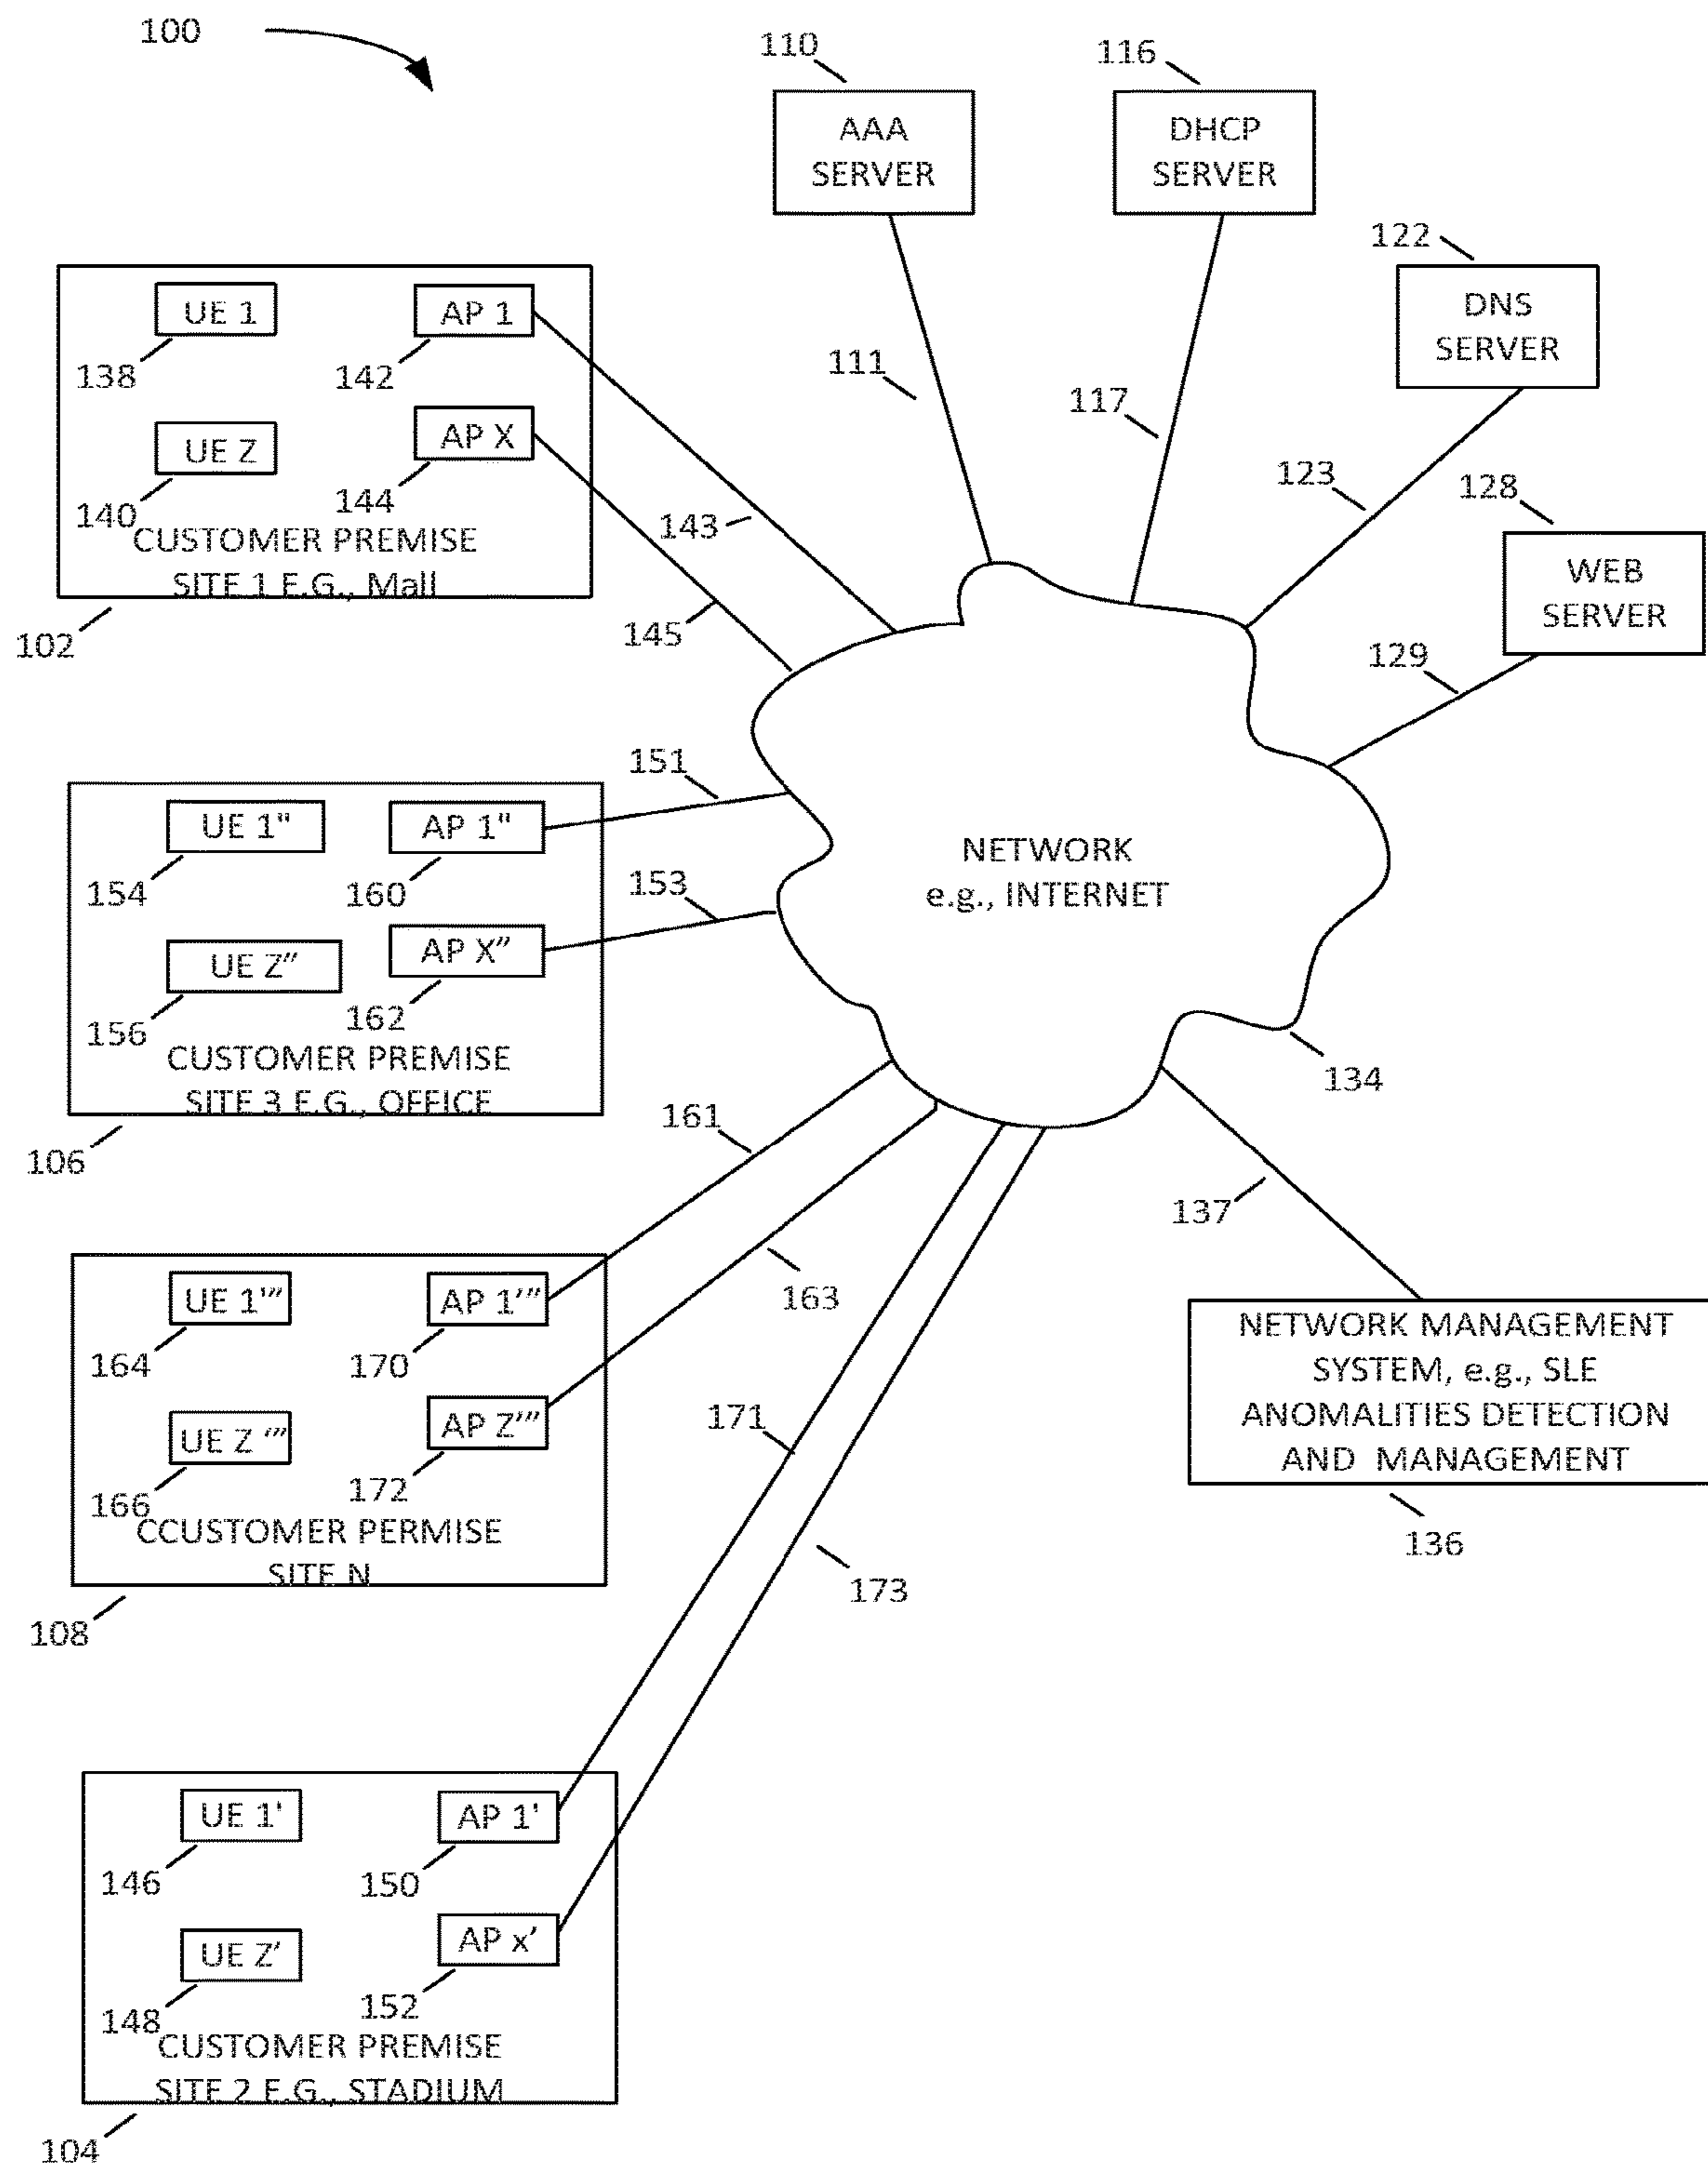 100
110
AAA
SERVER
116
DHCP
SERVER
122
DNS
SERVER
128
WEB
SERVER
111
117
123
129
UE 1
138
AP 1
142
UE Z
140
AP X
144
CUSTOMER PREMISE
SITE 1 E.G., Mall
102
143
145
UE 1"
154
AP 1"
160
UE Z”
156
AP X”
162
CUSTOMER PREMISE
SITE 3 E.G., OFFICE
106
151
153
NETWORK
e.g., INTERNET
134
UE 1'”
164
AP 1’”
170
UE Z ’”
166
AP Z’”
172
CCUSTOMER PERMISE
SITE N
108
161
163
137
NETWORK MANAGEMENT
SYSTEM, e.g., SLE
ANOMALITIES DETECTION
AND MANAGEMENT
136
171
173
UE 1'
146
AP 1'
150
UE Z’
148
AP x’
152
CUSTOMER PREMISE
SITE 2 E.G., STADIUM
104